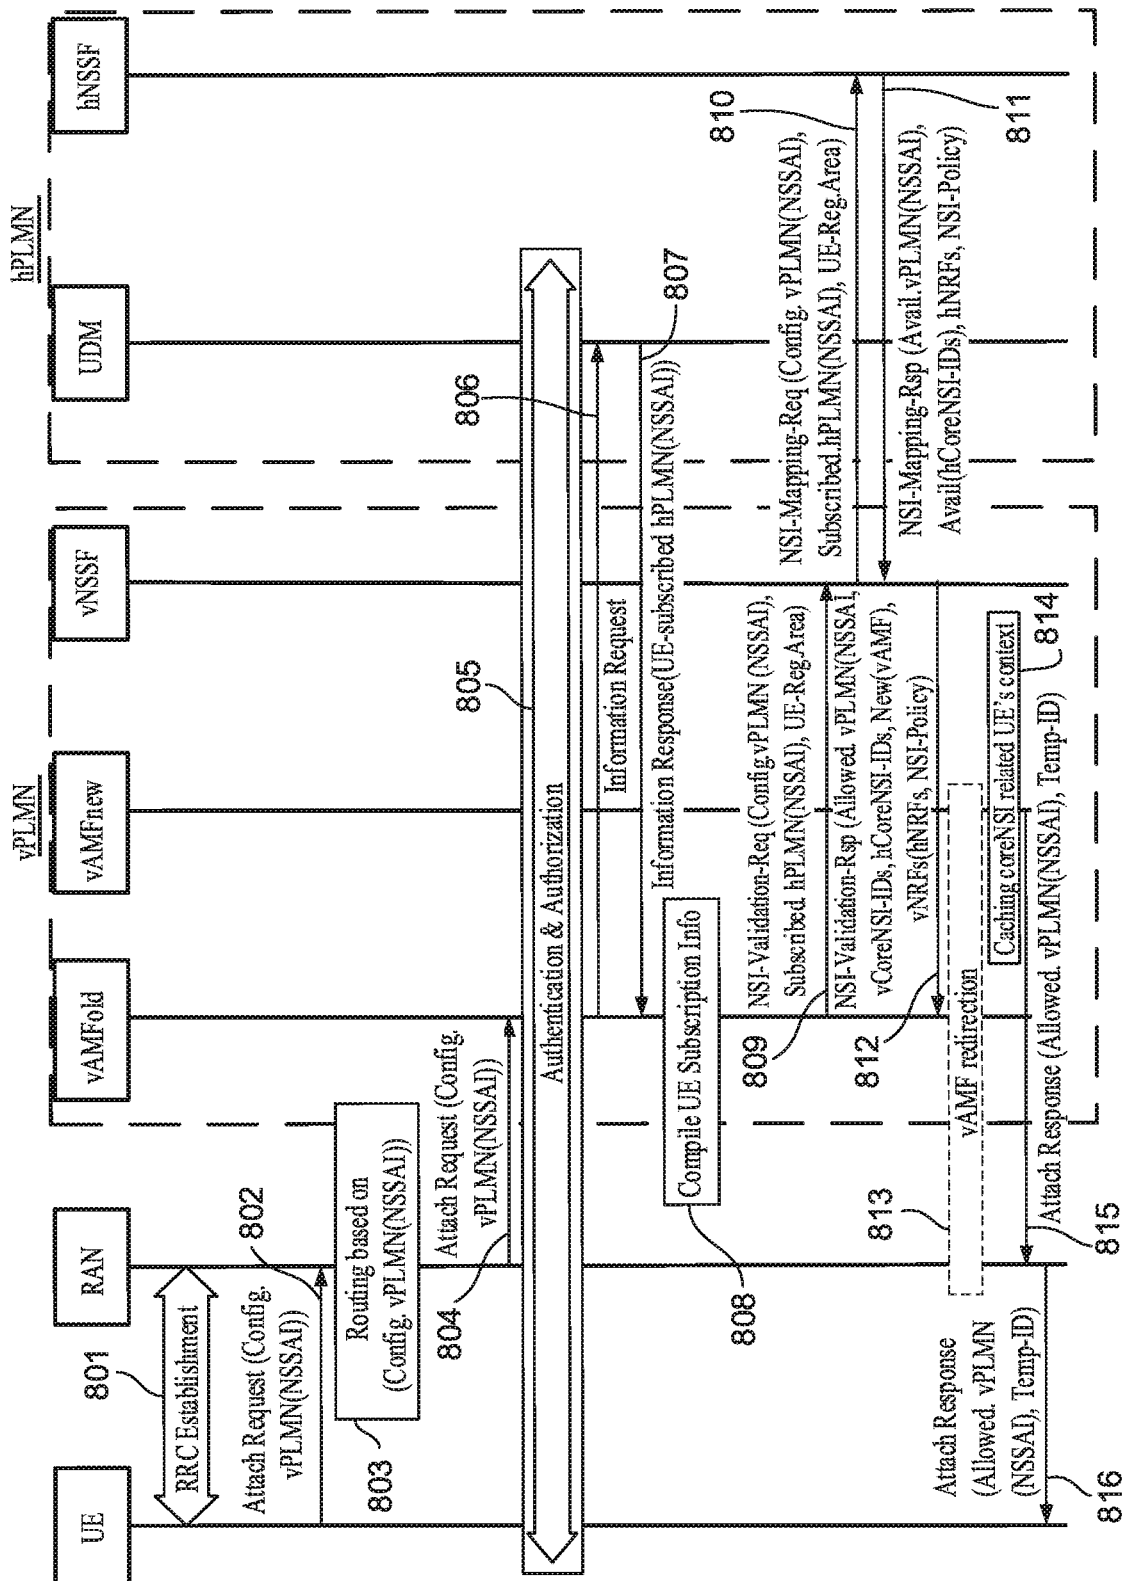 vPLMN
hPLMN
UE
RAN
vAMFold
vAMFnew
vNSSF
UDM
hNSSF
801
RRC Establishment
Attach Request (Config.
vPLMN(NSSAI))
802
Routing based on
(Config. vPLMN(NSSAI))
803
Attach Request (Config.
vPLMN(NSSAI))
804
805
Authentication & Authorization
806
Information Request
807
Information Response(UE-subscribed hPLMN(NSSAI))
Compile UE Subscription Info
808
NSI-Validation-Req (Config.vPLMN (NSSAI),
Subscribed hPLMN(NSSAI), UE-Reg.Area)
809
NSI-Mapping-Req (Config. vPLMN(NSSAI),
Subscribed.hPLMN(NSSAI), UE-Reg.Area)
810
NSI-Mapping-Rsp (Avail.vPLMN(NSSAI),
Avail(hCoreNSI-IDs), hNRFs, NSI-Policy)
811
NSI-Validation-Rsp (Allowed. vPLMN(NSSAI,
vCoreNSI-IDs, hCoreNSI-IDs, New(vAMF),
vNRFs(hNRFs, NSI-Policy)
812
vAMF redirection
813
Caching coreNSI related UE's context
814
Attach Response (Allowed. vPLMN(NSSAI), Temp-ID)
815
Attach Response
(Allowed. vPLMN
(NSSAI), Temp-ID)
816